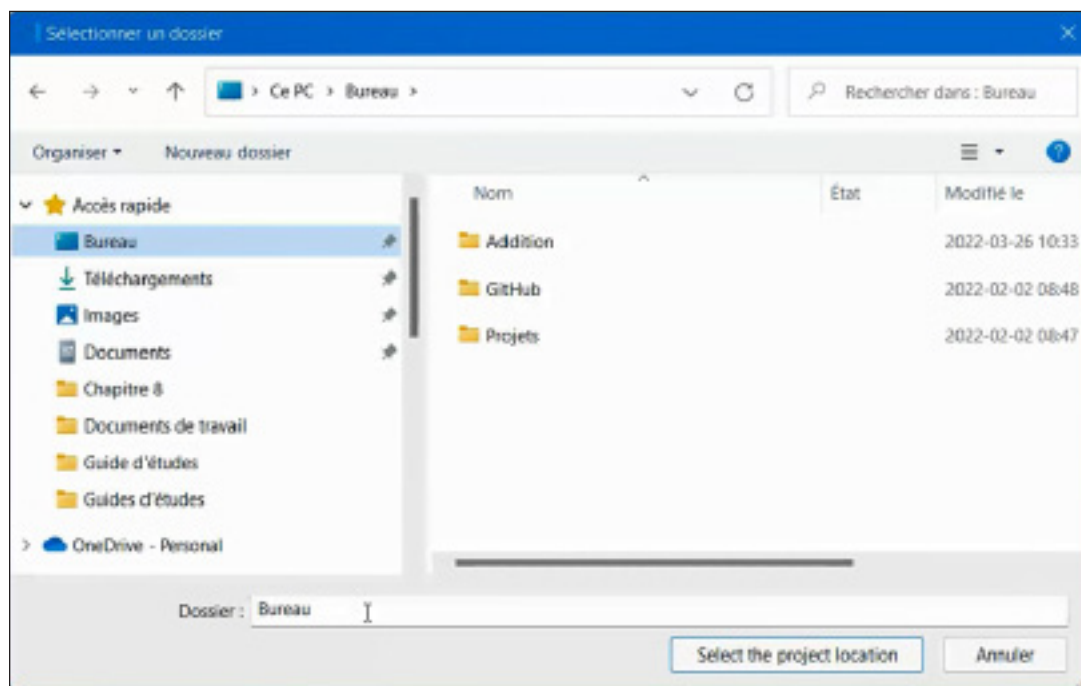 Sélectionner un dossier
Ce PC > Bureau >
Rechercher dans : Bureau
Organiser
Nouveau dossier
Nom
État
Modifié le
Accès rapide
Bureau
Téléchargements
Images
Documents
Chapitre 8
Documents de travail
Guide d'études
Guides d'études
OneDrive - Personal
Addition 2022-03-26 10:33
GitHub 2022-02-02 08:48
Projets 2022-02-02 08:47
Dossier : Bureau
Select the project location
Annuler